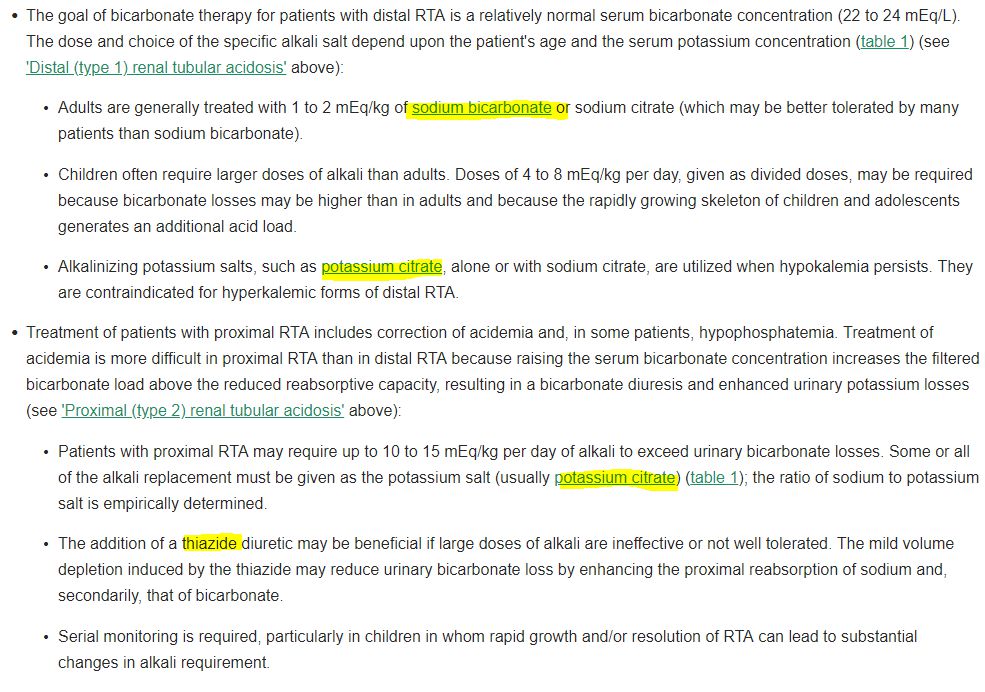 • The goal of bicarbonate therapy for patients with distal RTA is a relatively normal serum bicarbonate concentration (22 to 24 mEq/L).
The dose and choice of the specific alkali salt depend upon the patient's age and the serum potassium concentration (table 1) (see
'Distal (type 1) renal tubular acidosis' above):
• Adults are generally treated with 1 to 2 mEq/kg of sodium bicarbonate or sodium citrate (which may be better tolerated by many
patients than sodium bicarbonate).
• Children often require larger doses of alkali than adults. Doses of 4 to 8 mEq/kg per day, given as divided doses, may be required
because bicarbonate losses may be higher than in adults and because the rapidly growing skeleton of children and adolescents
generates an additional acid load.
• Alkalinizing potassium salts, such as potassium citrate, alone or with sodium citrate, are utilized when hypokalemia persists. They
are contraindicated for hyperkalemic forms of distal RTA.
• Treatment of patients with proximal RTA includes correction of acidemia and, in some patients, hypophosphatemia. Treatment of
acidemia is more difficult in proximal RTA than in distal RTA because raising the serum bicarbonate concentration increases the filtered
bicarbonate load above the reduced reabsorptive capacity, resulting in a bicarbonate diuresis and enhanced urinary potassium losses
(see 'Proximal (type 2) renal tubular acidosis' above):
• Patients with proximal RTA may require up to 10 to 15 mEq/kg per day of alkali to exceed urinary bicarbonate losses. Some or all
of the alkali replacement must be given as the potassium salt (usually potassium citrate) (table 1); the ratio of sodium to potassium
salt is empirically determined.
• The addition of a thiazide diuretic may be beneficial if large doses of alkali are ineffective or not well tolerated. The mild volume
depletion induced by the thiazide may reduce urinary bicarbonate loss by enhancing the proximal reabsorption of sodium and,
secondarily, that of bicarbonate.
• Serial monitoring is required, particularly in children in whom rapid growth and/or resolution of RTA can lead to substantial
changes in alkali requirement.